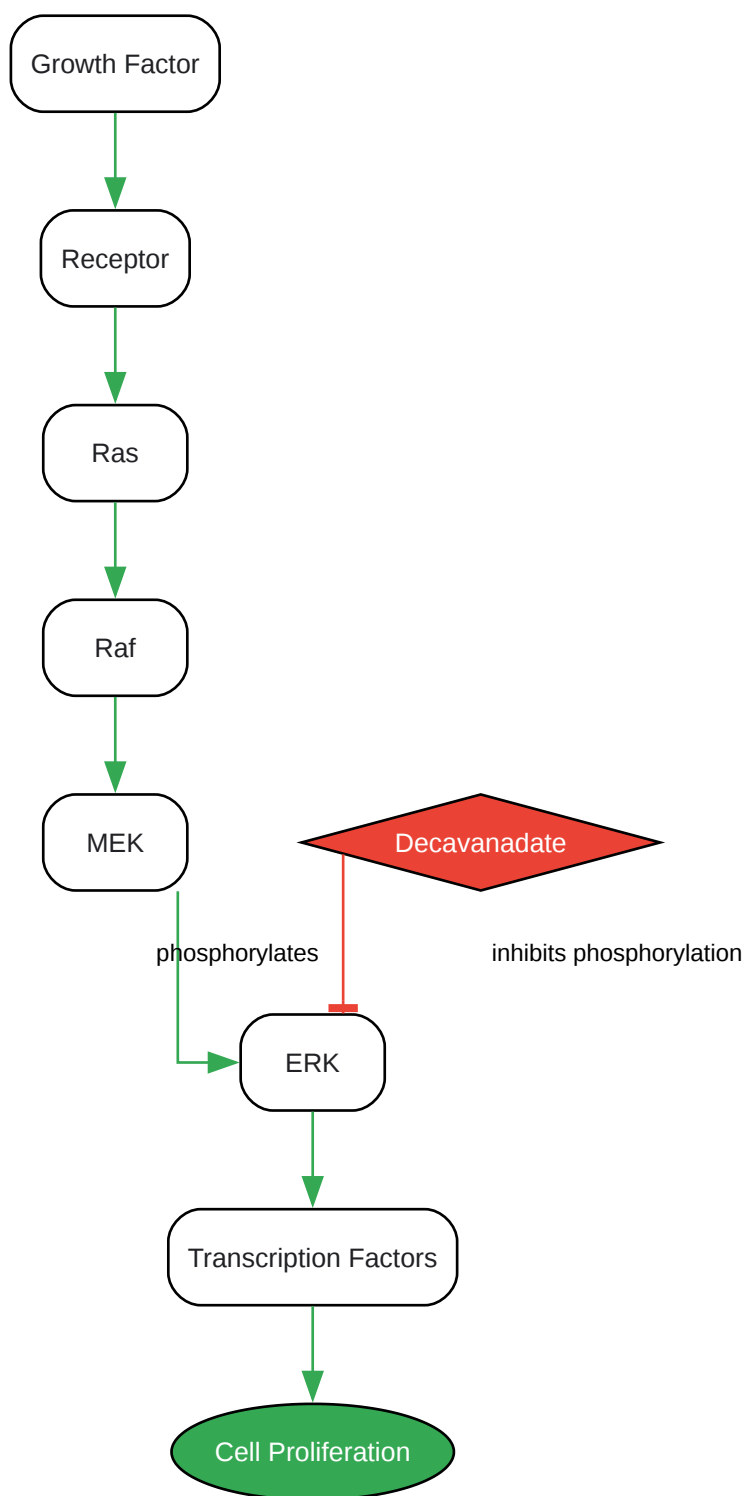 Growth Factor
Receptor
Ras
Raf
MEK
Decavanadate
phosphorylates
inhibits phosphorylation
ERK
Transcription Factors
Cell Proliferation